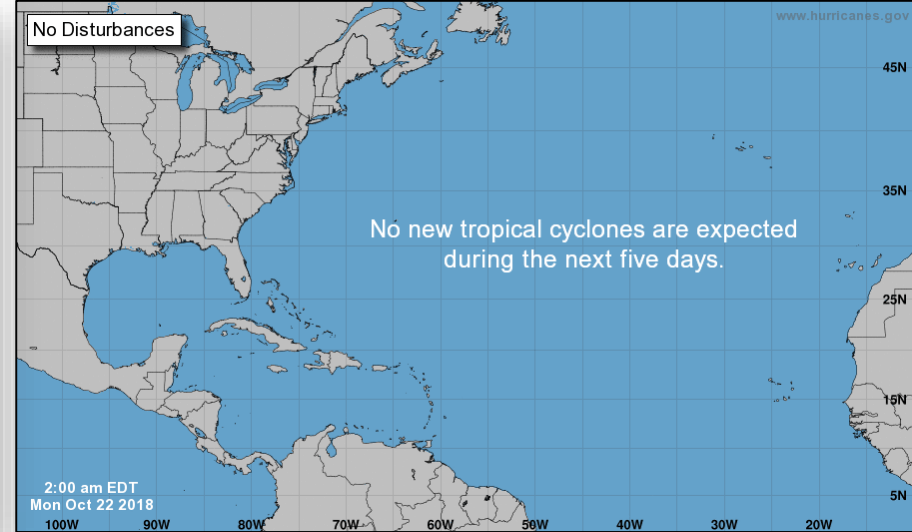 No Disturbances
www.hurricanes.gov
45N
35N
No new tropical cyclones are expected
during the next five days.
25N
15N
5N
2:00 am EDT
Mon Oct 22 2018
100W 90W 80W 70W 60W 50W 40W 30W 20W